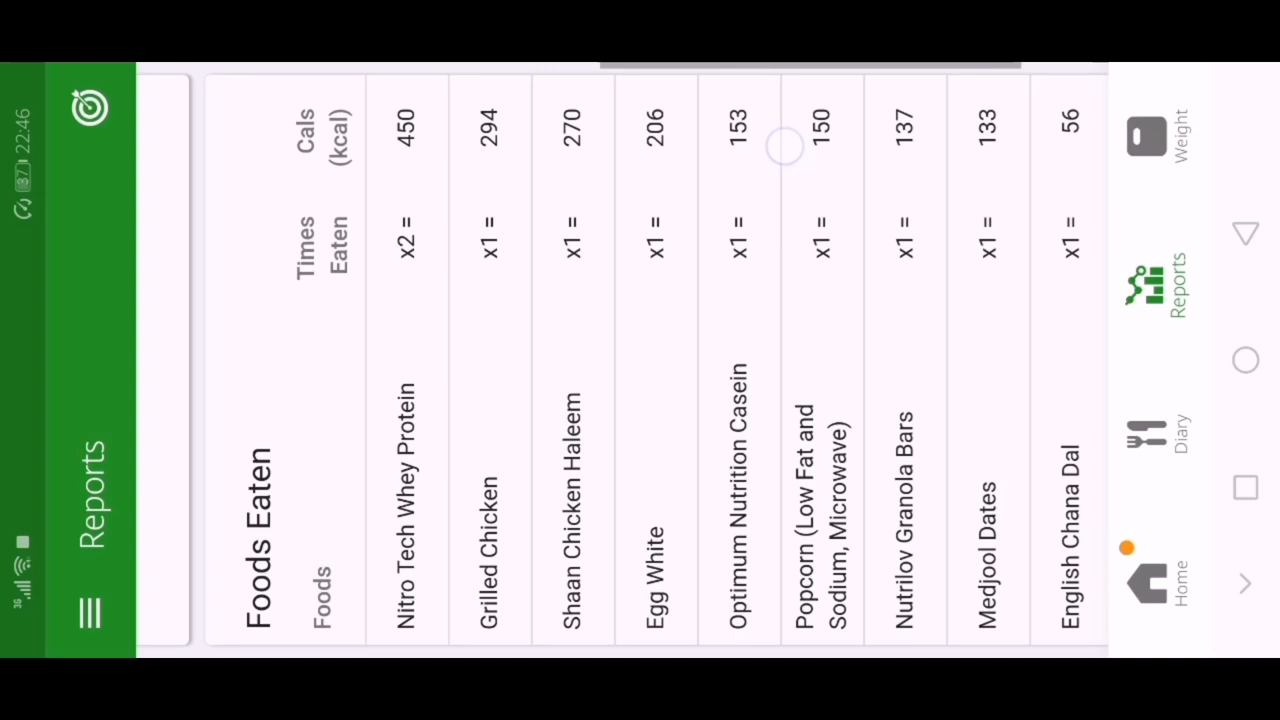 3G
37 22:46
Reports
Foods Eaten
Foods Times Eaten Cals (kcal)
Nitro Tech Whey Protein x2 = 450
Grilled Chicken x1 = 294
Shaan Chicken Haleem x1 = 270
Egg White x1 = 206
Optimum Nutrition Casein x1 = 153
Popcorn (Low Fat and x1 = 150
Sodium, Microwave)
Nutrilov Granola Bars x1 = 137
Medjool Dates x1 = 133
English Chana Dal x1 = 56
Home Diary Reports Weight